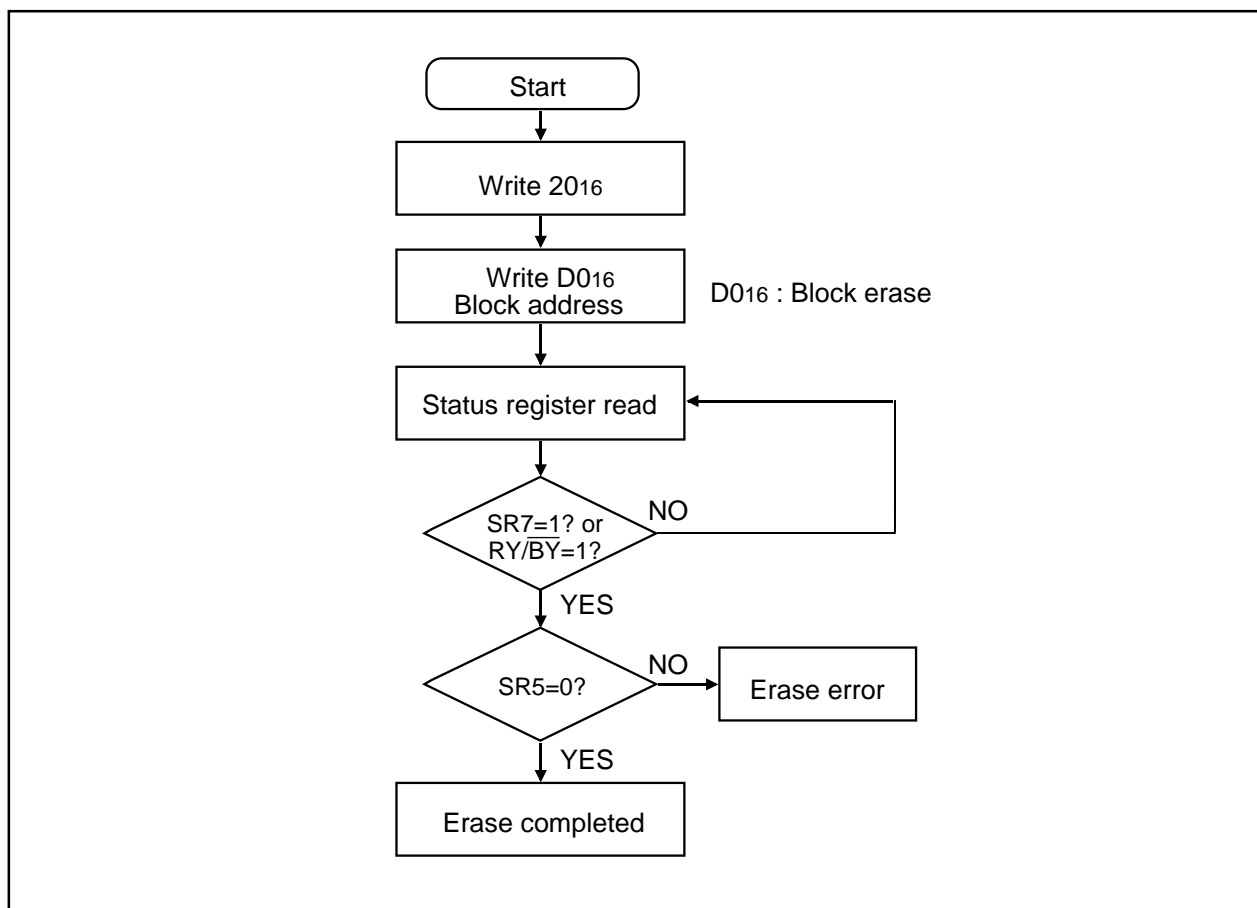 Start
Write 2016
Write D016
Block address
D016 : Block erase
Status register read
SR7=1? or
RY/B̅Y̅=1?
NO
YES
SR5=0?
NO
Erase error
YES
Erase completed